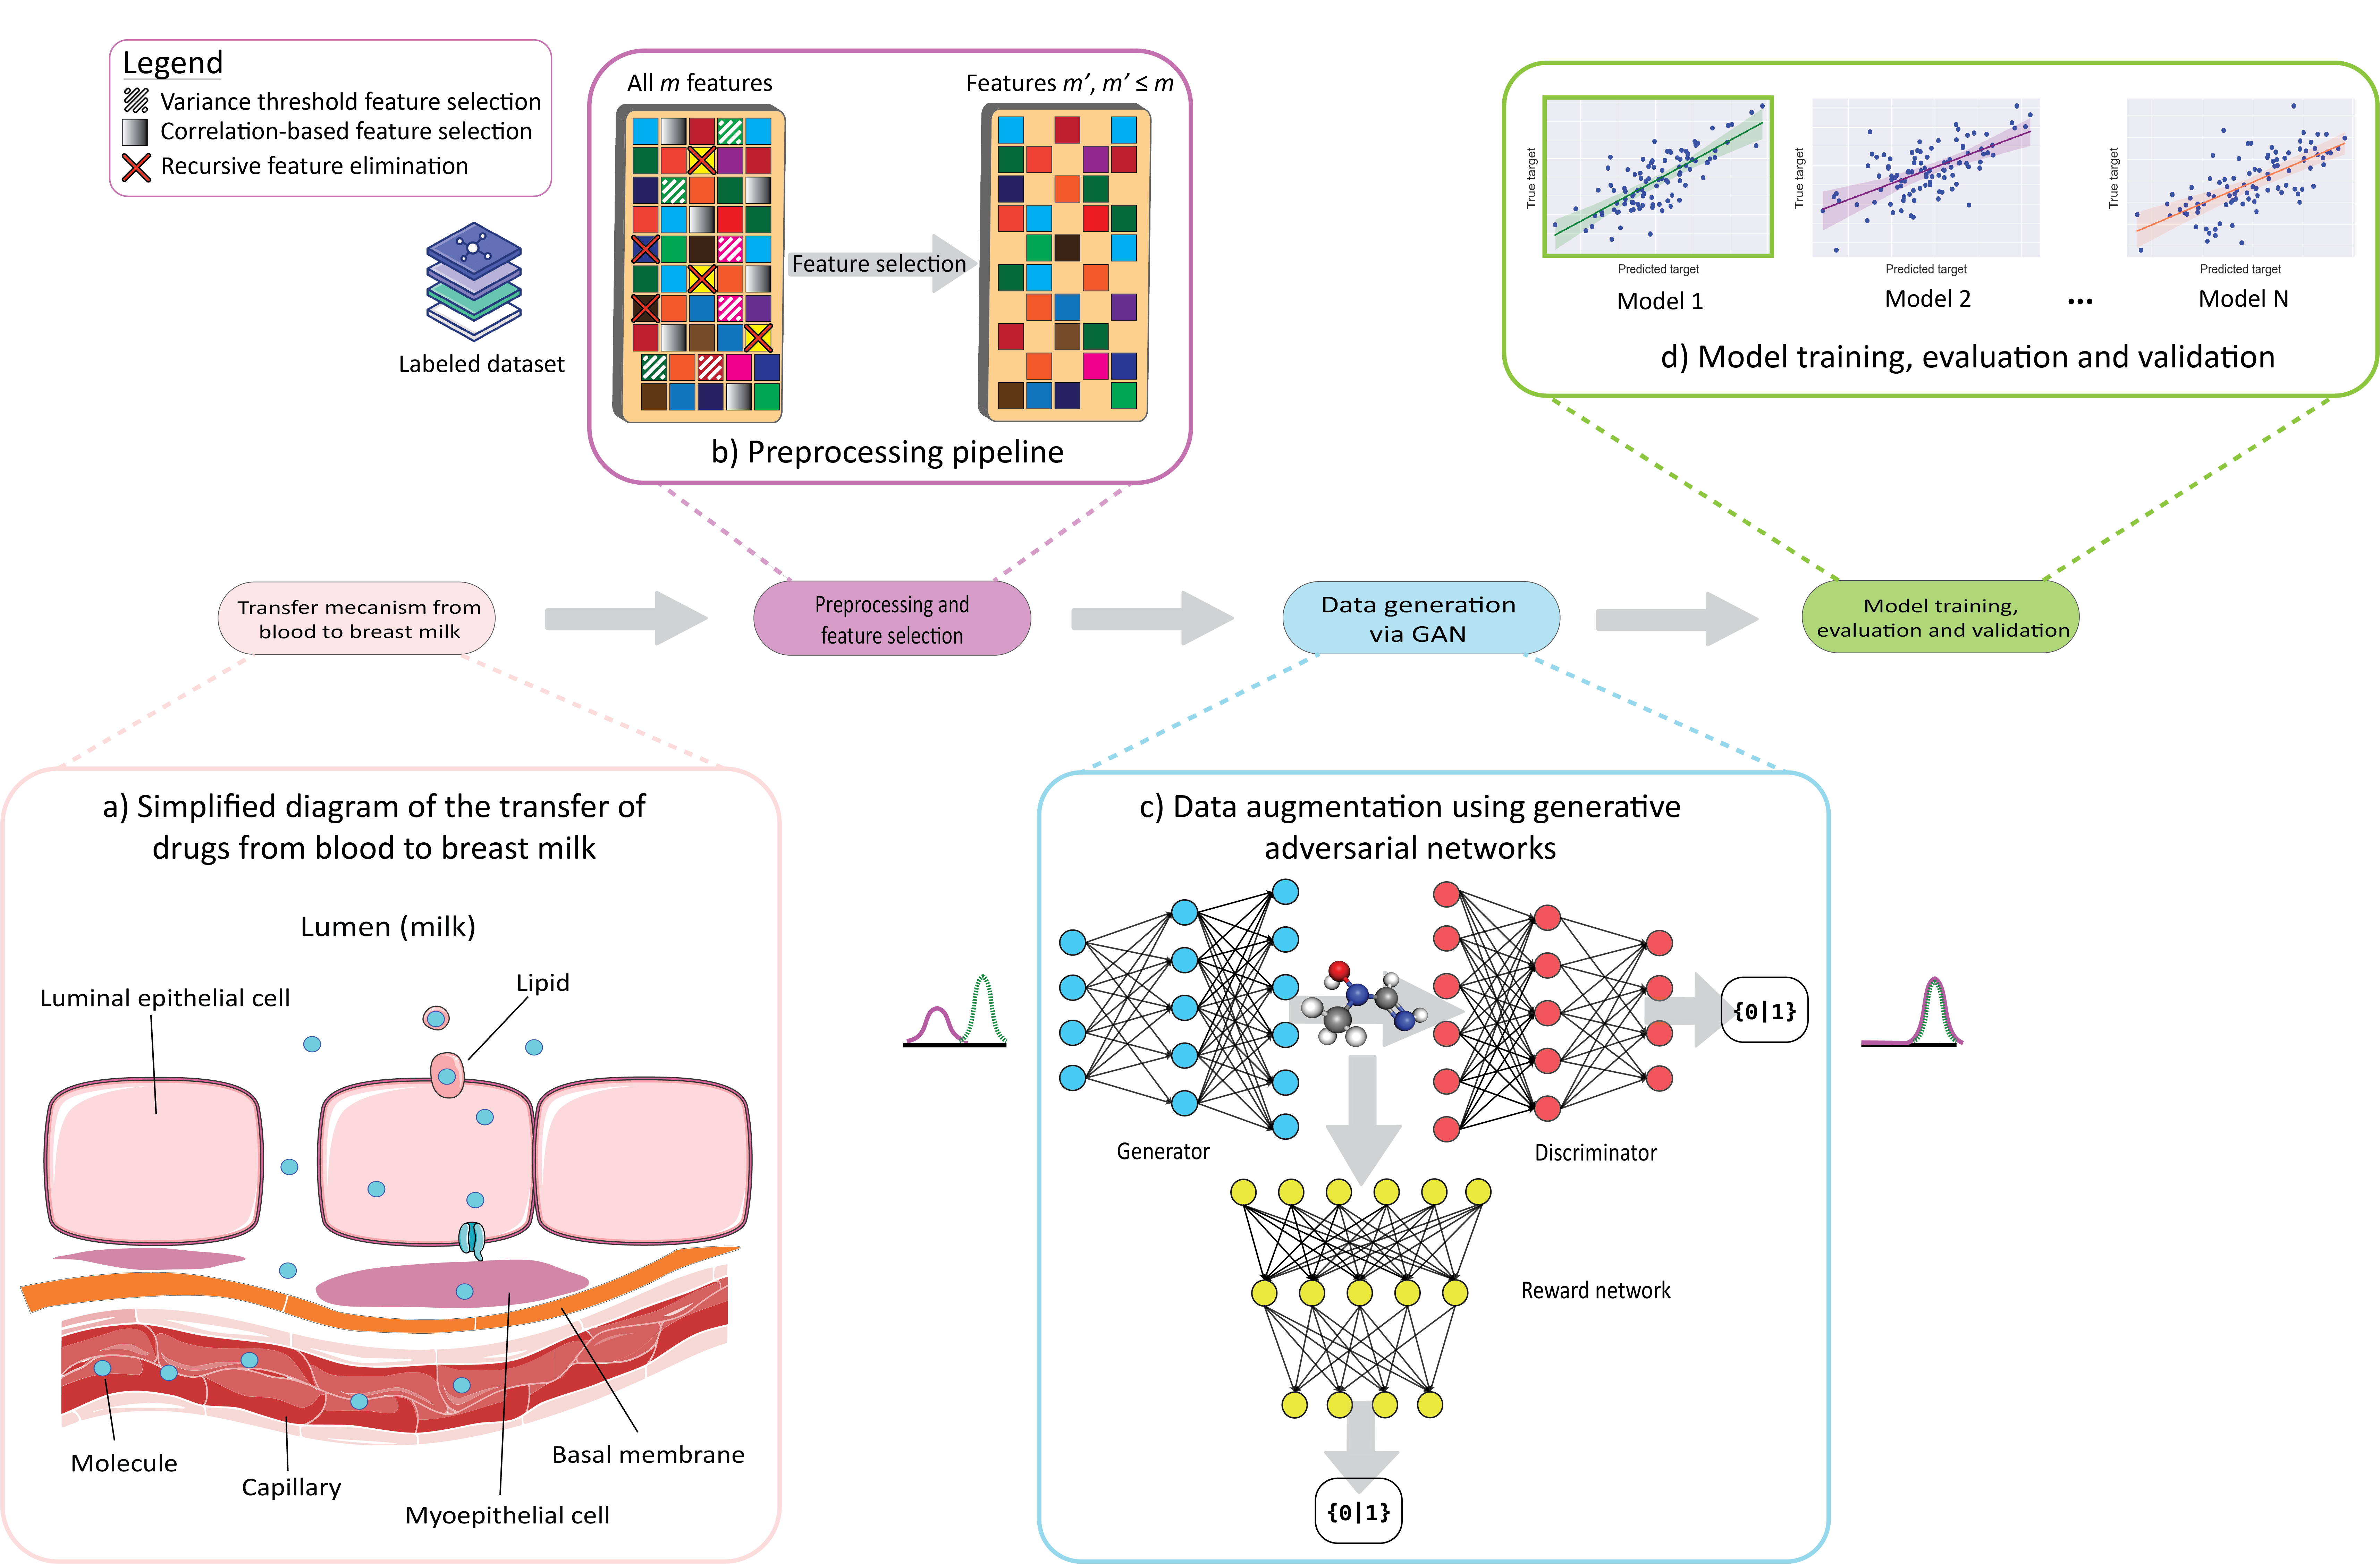 Legend
Variance threshold feature selection
Correlation-based feature selection
Recursive feature elimination
Labeled dataset
All m features
Features m’, m’ ≤ m
Feature selection
b) Preprocessing pipeline
True target
Predicted target
Model 1
True target
Predicted target
Model 2
...
True target
Predicted target
Model N
d) Model training, evaluation and validation
Transfer mecanism from
blood to breast milk
Preprocessing and
feature selection
Data generation
via GAN
Model training,
evaluation and validation
a) Simplified diagram of the transfer of
drugs from blood to breast milk
Lumen (milk)
Luminal epithelial cell
Lipid
Molecule
Capillary
Myoepithelial cell
Basal membrane
c) Data augmentation using generative
adversarial networks
Generator
Discriminator
{0|1}
Reward network
{0|1}